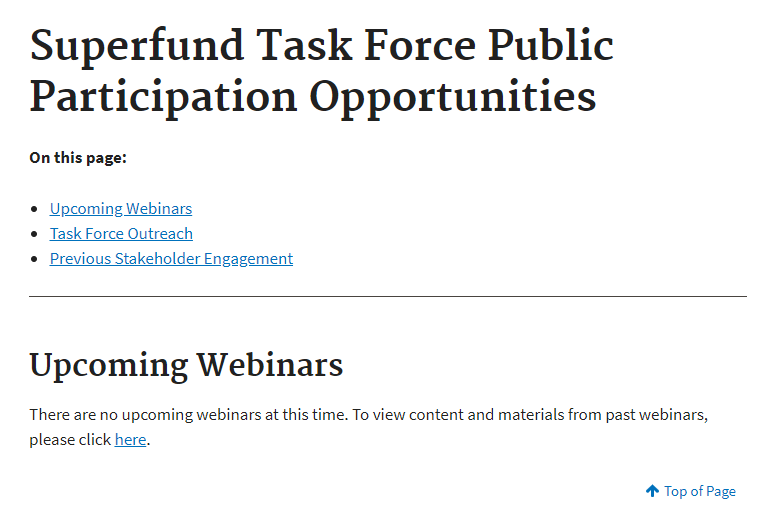 Superfund Task Force Public
Participation Opportunities
On this page:
Upcoming Webinars
Task Force Outreach
Previous Stakeholder Engagement
Upcoming Webinars
There are no upcoming webinars at this time. To view content and materials from past webinars,
please click here.
Top of Page